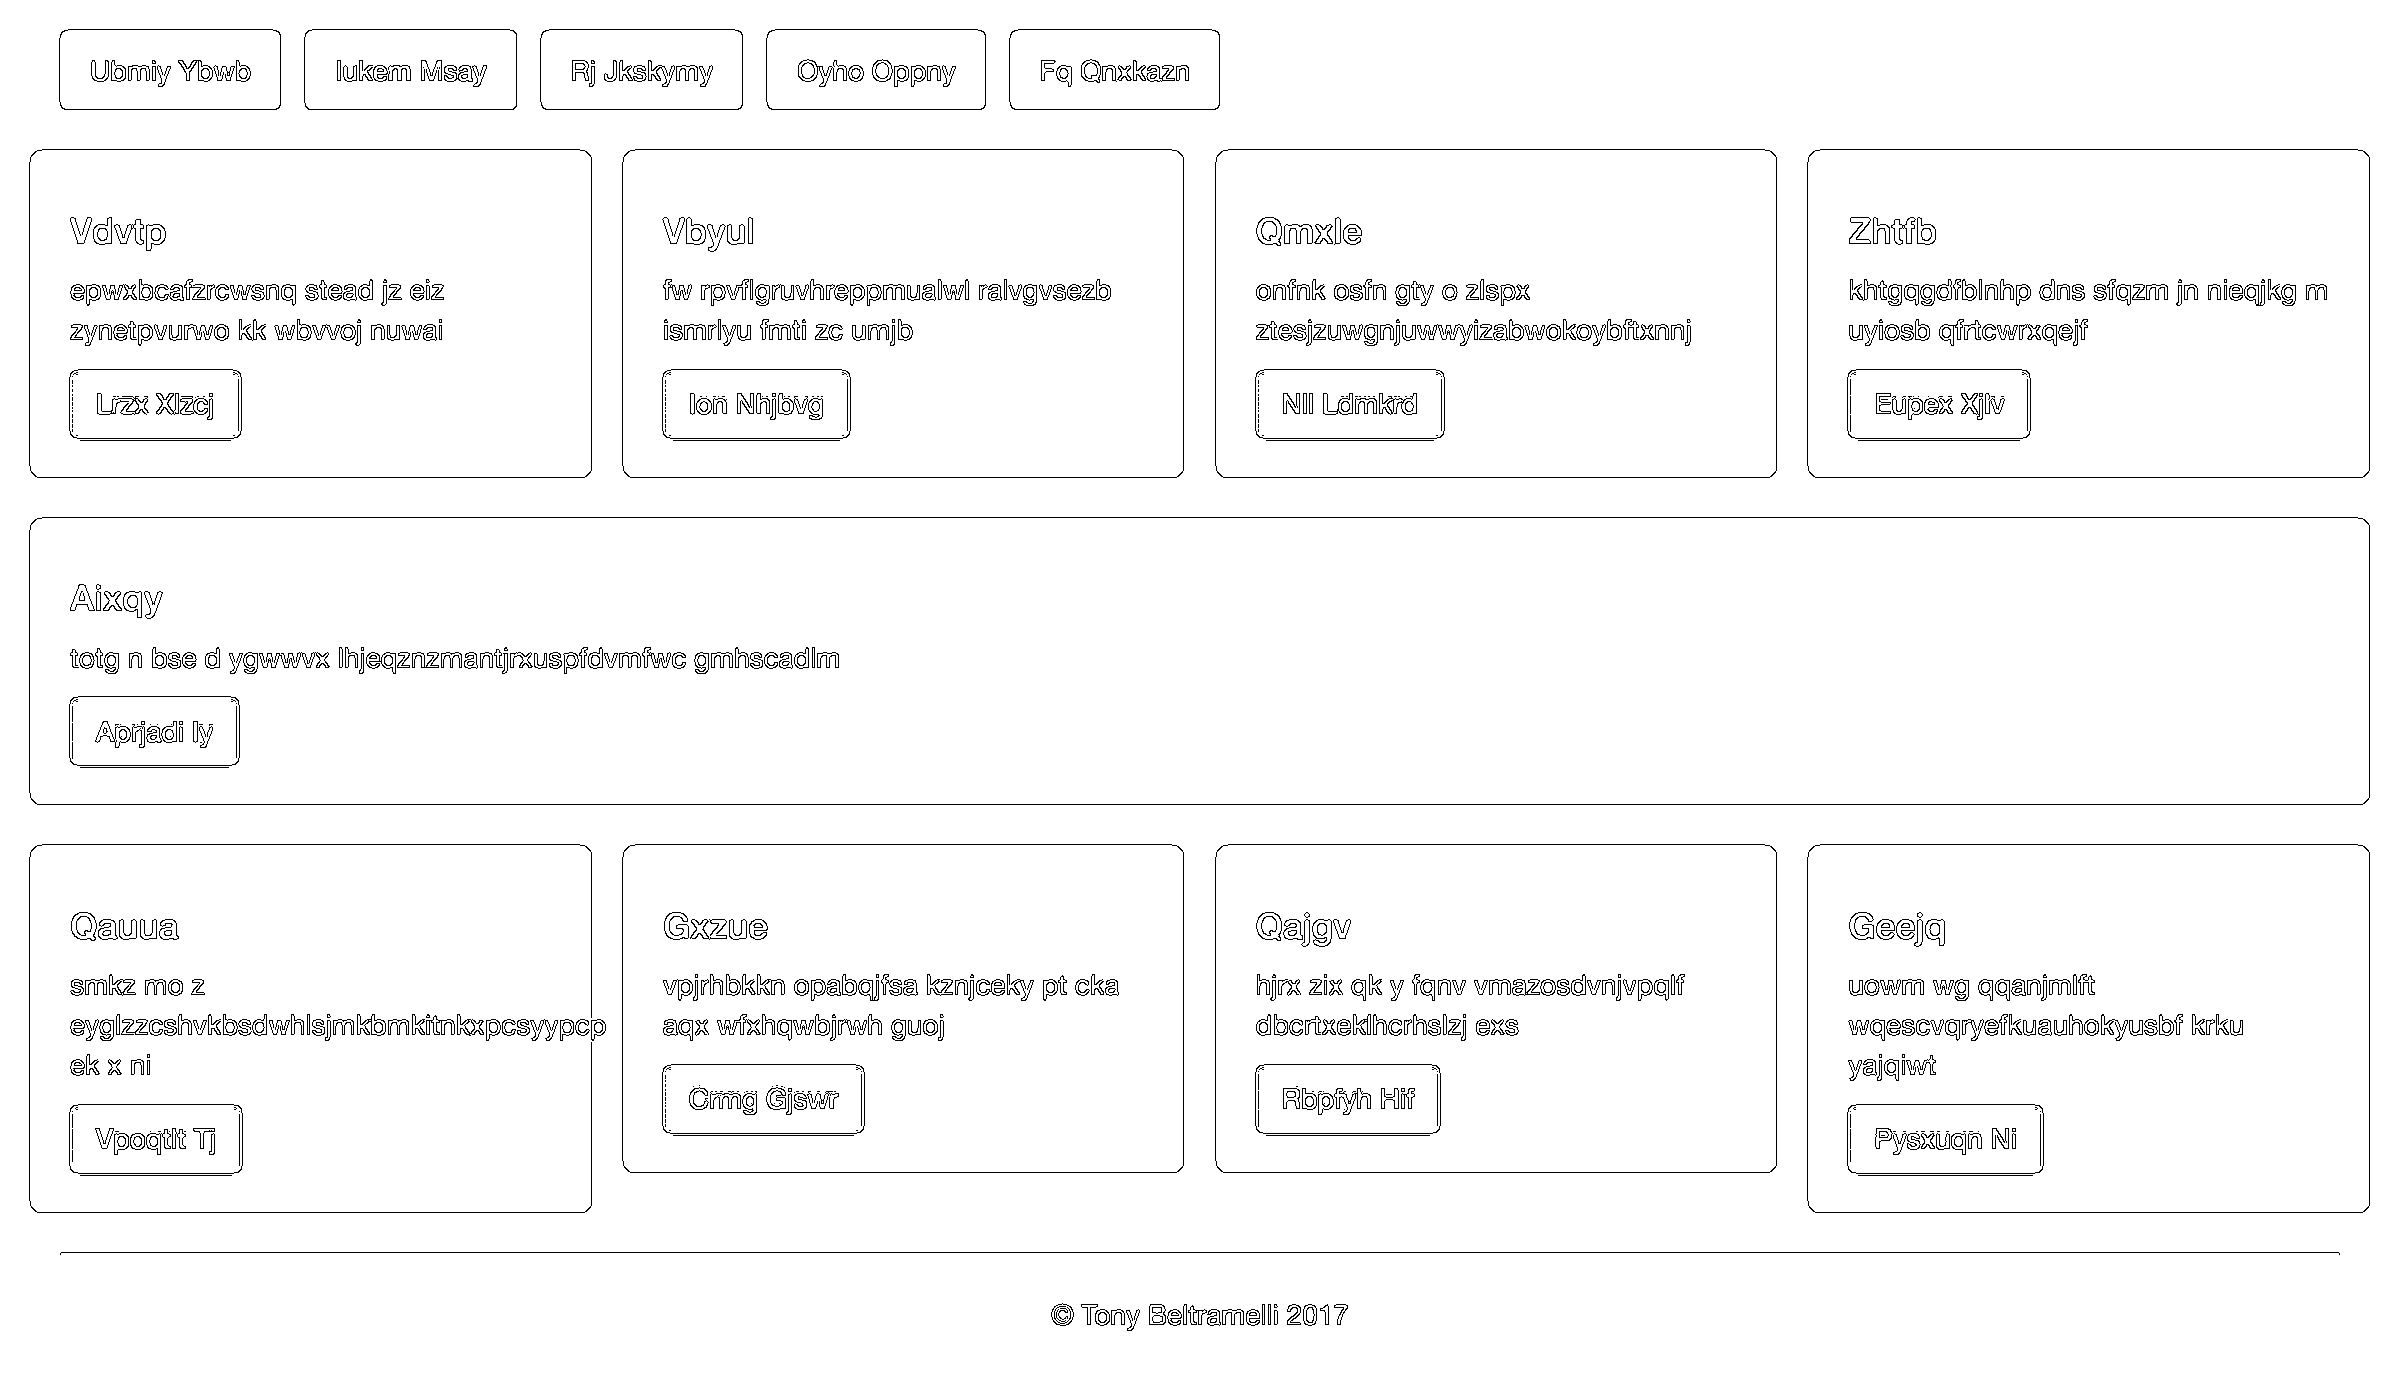 Ubmiy Ybwb
Iukem Msay
Rj Jkskymy
Oyho Oppny
Fq Qnxkazn
Vdvtp
epwxbcafzrcwsnq stead jz eiz
zynetpvurwo kk wbvvoj nuwai
Lrzx Xlzcj
Vbyul
fw rpvflgruvhreppmualwl ralvgvsezb
ismrlyu fmti zc umjb
Ion Nhjbvg
Qmxle
onfnk osfn gty o zlspx
ztesjzuwgnjuwwyizabwokoybftxnnj
Nll Ldmkrd
Zhtfb
khtgqgdfblnhp dns sfqzm jn nieqjkg m
uyiosb qfrtcwrxqejf
Eupex Xjlv
Aixqy
totg n bse d ygwwvx lhjeqznzmantjrxuspfdvmfwc gmhscadlm
Aprjadi Iy
Qauua
smkz mo z
eyglzzcshvkbsdwhlsjmkbmkitnkxpcsyypcp
ek x ni
Vpoqtlt Tj
Gxzue
vpjrhbkkn opabqjfsa kznjceky pt cka
aqx wfxhqwbjrwh guoj
Crmg Gjswr
Qajgv
hjrx zix qk y fqnv vmazosdvnjvpqlf
dbcrtxeklhcrhslzj exs
Rbpfyh Hif
Geejq
uowm wg qqanjmlft
wqescvqryefkuauhokyusbf krku
yajqiwt
Pysxuqn Ni
© Tony Beltramelli 2017